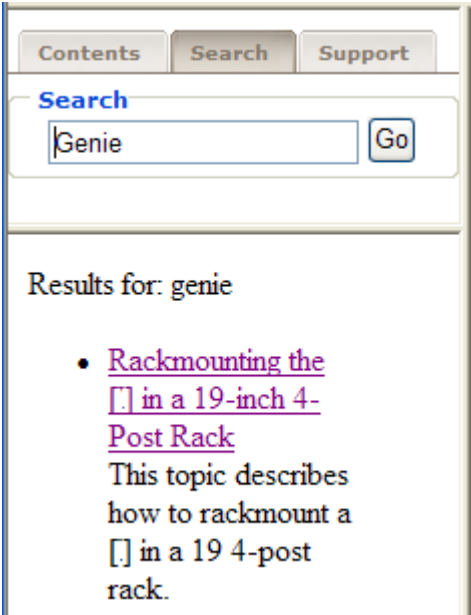 Contents Search Support
Search
Genie Go
Results for: genie
• Rackmounting the
[.] in a 19-inch 4-
Post Rack
This topic describes
how to rackmount a
[.] in a 19 4-post
rack.